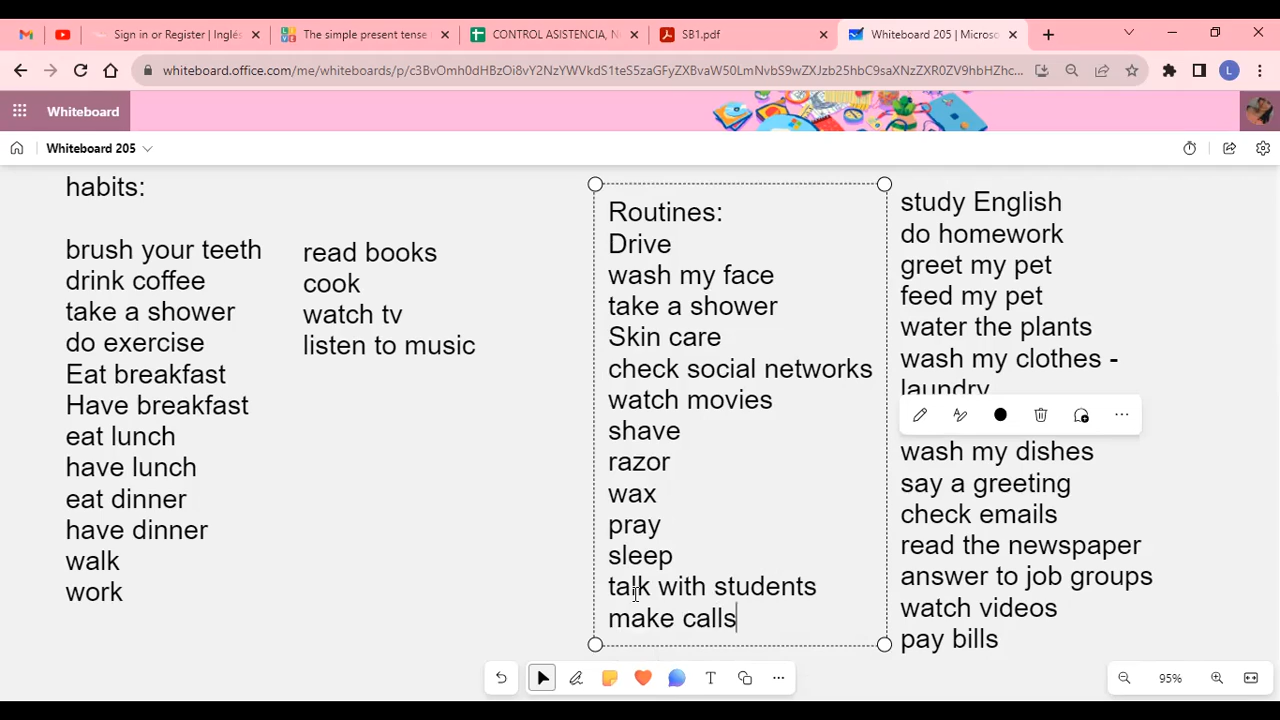 Sign in or Register | Inglés
The simple present tense
CONTROL ASISTENCIA, N
SB1.pdf
Whiteboard 205 | Microso
whiteboard.office.com/me/whiteboards/p/c3BvOmh0dHBzOi8vY2NzYWVkdS1teS5zaGFyZXBvaW50LmNvbS9wZXJzb25hbC9saXNzZXR0ZV9hbHZhc...
L
Whiteboard
Whiteboard 205
habits:
brush your teeth
drink coffee
take a shower
do exercise
Eat breakfast
Have breakfast
eat lunch
have lunch
eat dinner
have dinner
walk
work
read books
cook
watch tv
listen to music
Routines:
Drive
wash my face
take a shower
Skin care
check social networks
watch movies
shave
razor
wax
pray
sleep
talk with students
make calls
study English
do homework
greet my pet
feed my pet
water the plants
wash my clothes -
laundry
wash my dishes
say a greeting
check emails
read the newspaper
answer to job groups
watch videos
pay bills
95%